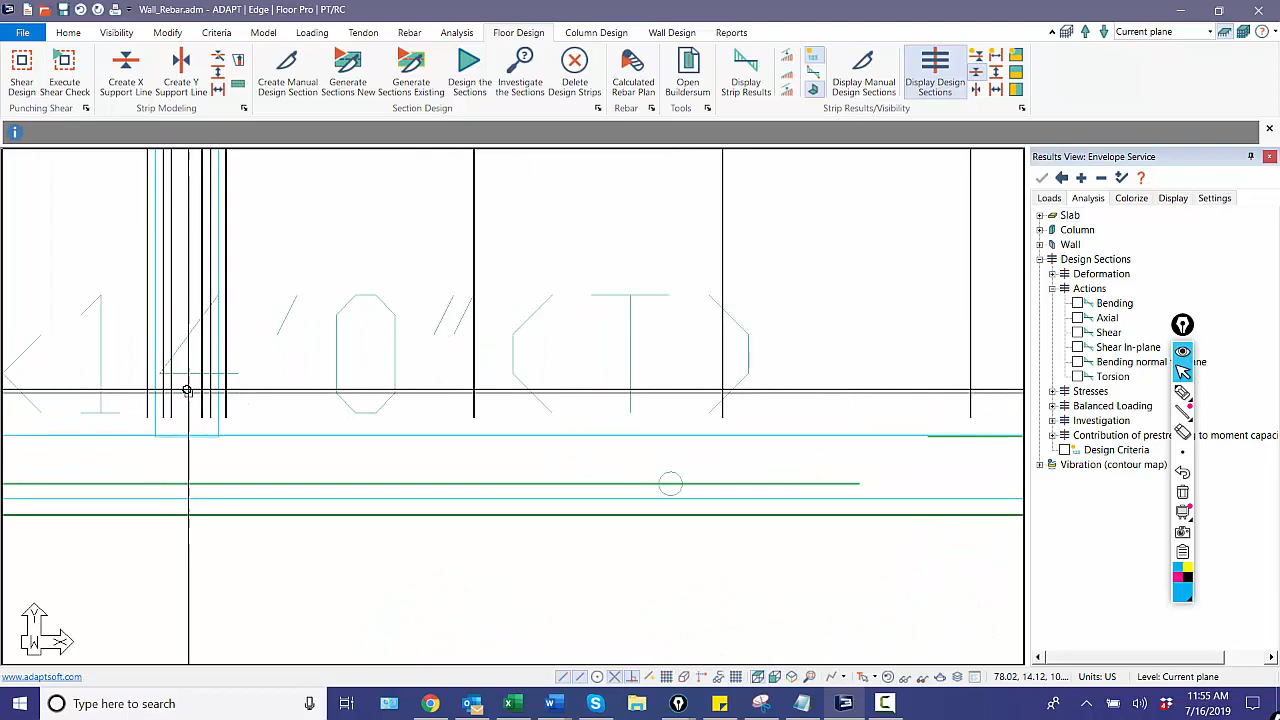 Wall_Rebar.adm - ADAPT | Edge | Floor Pro | PT/RC
File Home Visibility Modify Criteria Model Loading Tendon Rebar Analysis Floor Design Column Design Wall Design Reports Current plane
Shear Design
Execute Shear Check
Create X Support Line
Create Y Support Line
Create Manual Design Section
Generate Sections New
Generate Sections Existing
Design the Sections
Investigate the Sections
Delete Design Strips
Calculated Rebar Plan
Open Buildersum
Display Strip Results
Display Manual Design Sections
Display Design Sections
Punching Shear Strip Modeling Section Design Rebar Tools Strip Results/Visibility
Results View: Envelope Service
Loads Analysis Colorize Display Settings
Slab
Column
Wall
Design Sections
Deformation
Actions
Bending
Axial
Shear
Shear In-plane
Bending normal to plane
Torsion
Stresses
Balanced Loading
Investigation
Contribution of prestressing to moment capaci
Design Criteria
Vibration (contour map)
14'0"
T
Y
W
X
www.adaptsoft.com
78.02, 14.12, 10... Units: US Level: Current plane
Type here to search
11:55 AM
7/16/2019